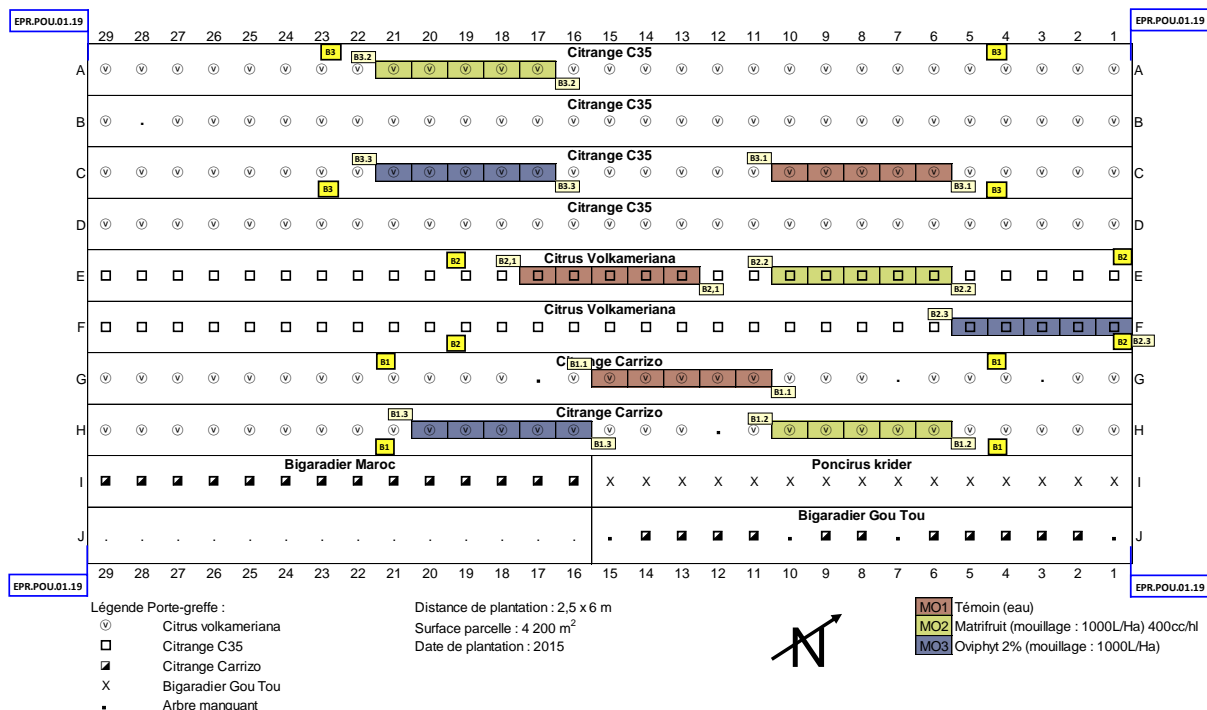 EPR.POU.01.19 EPR.POU.01.19
29 28 27 26 25 24 23 22 21 20 19 18 17 16 15 14 13 12 11 10 9 8 7 6 5 4 3 2 1
Citrange C35
B3 B3
B3.2
A A
B3.2
Citrange C35
B B
Citrange C35
B3.3 B3.1
C C
B3.3 B3.1
B3 B3
Citrange C35
D D
Citrus Volkameriana
B2 B2,1 B2.2 B2
E E
B2,1 B2.2
Citrus Volkameriana
B2.3
F F
B2 B2 B2.3
Citrange Carrizo
B1 B1.1 B1
G G
B1.1
Citrange Carrizo
B1.3 B1.2
H H
B1 B1.3 B1.2 B1
Bigaradier Maroc Poncirus krider
I X X X X X X X X X X X X X X X I
Bigaradier Gou Tou
J J
29 28 27 26 25 24 23 22 21 20 19 18 17 16 15 14 13 12 11 10 9 8 7 6 5 4 3 2 1
EPR.POU.01.19 EPR.POU.01.19
Légende Porte-greffe :
V Citrus volkameriana
Citrange C35
Citrange Carrizo
X Bigaradier Gou Tou
Arbre manquant
Distance de plantation : 2,5 x 6 m
Surface parcelle : 4 200 m²
Date de plantation : 2015
N
MO1 Témoin (eau)
MO2 Matrifruit (mouillage : 1000L/Ha) 400cc/hl
MO3 Oviphyt 2% (mouillage : 1000L/Ha)